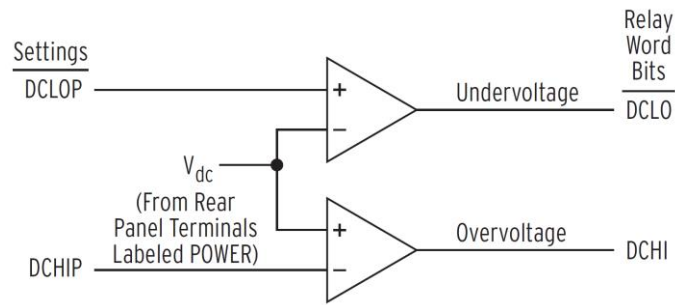 Relay
Word
Bits
Settings
DCLOP
+
−
Undervoltage
DCLO
Vdc
(From Rear
Panel Terminals
Labeled POWER)
+
−
Overvoltage
DCHI
DCHIP